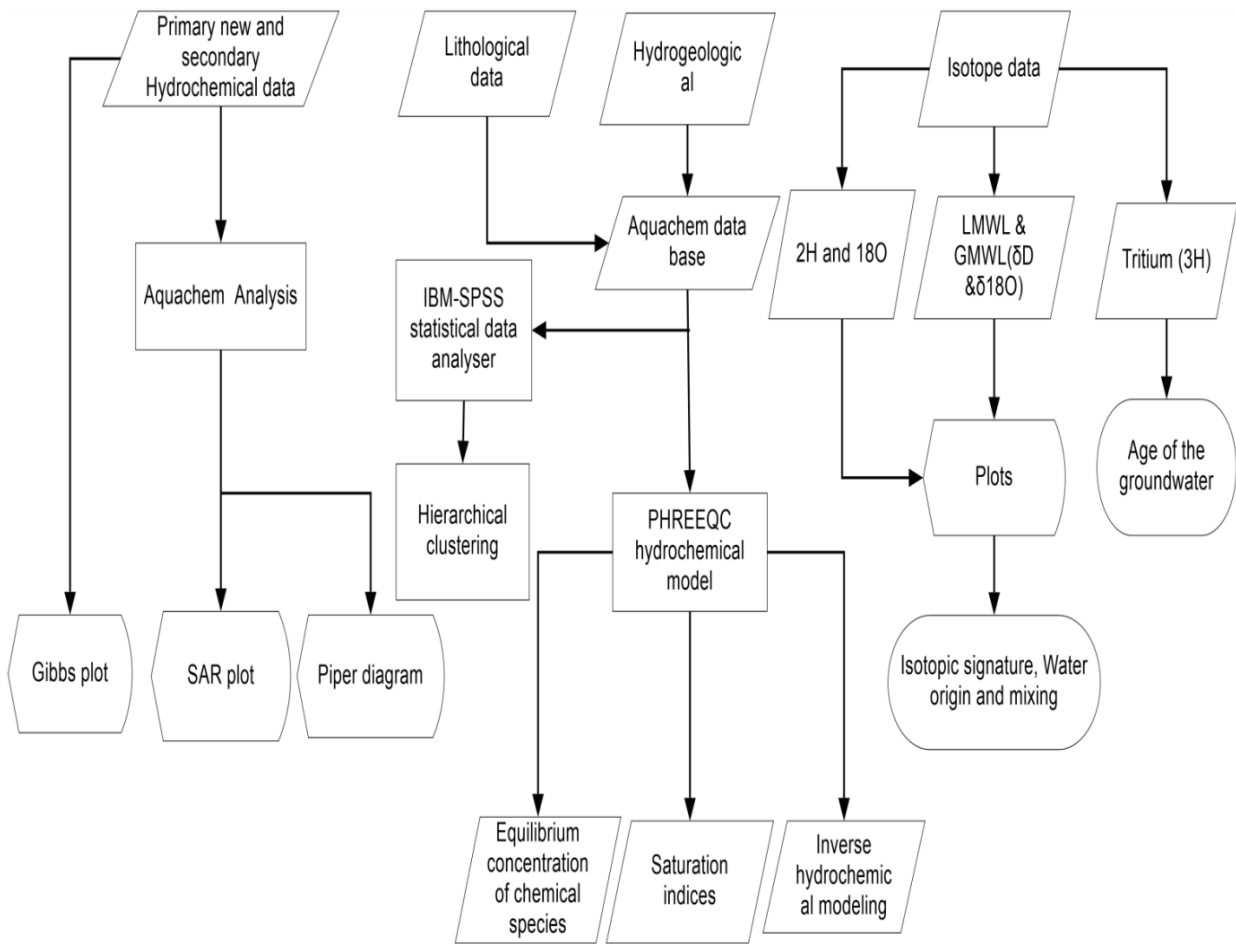 Primary new and
secondary
Hydrochemical data
Lithological
data
Hydrogeologic
al
Isotope data
Aquachem Analysis
IBM-SPSS
statistical data
analyser
Aquachem data
base
2H and 18O
LMWL &
GMWL(δD
&δ18O)
Tritium (3H)
Hierarchical
clustering
PHREEQC
hydrochemical
model
Plots
Age of the
groundwater
Gibbs plot
SAR plot
Piper diagram
Isotopic signature, Water
origin and mixing
Equilibrium
concentration
of chemical
species
Saturation
indices
Inverse
hydrochemic
al modeling